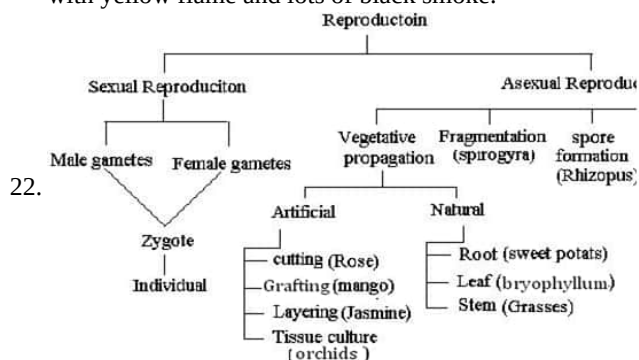 with yellow flame and lots of black smoke.
Reproductoin
Sexual Reproduciton
Asexual Reproduc
Male gametes
Female gametes
Vegetative
propagation
Fragmentation
(spirogyra)
spore
formation
(Rhizopus)
22.
Zygote
Individual
Artificial
Natural
cutting (Rose)
Grafting (mango)
Layering (Jasmine)
Tissue culture
(orchids)
Root (sweet potats)
Leaf (bryophyllum)
Stem (Grasses)